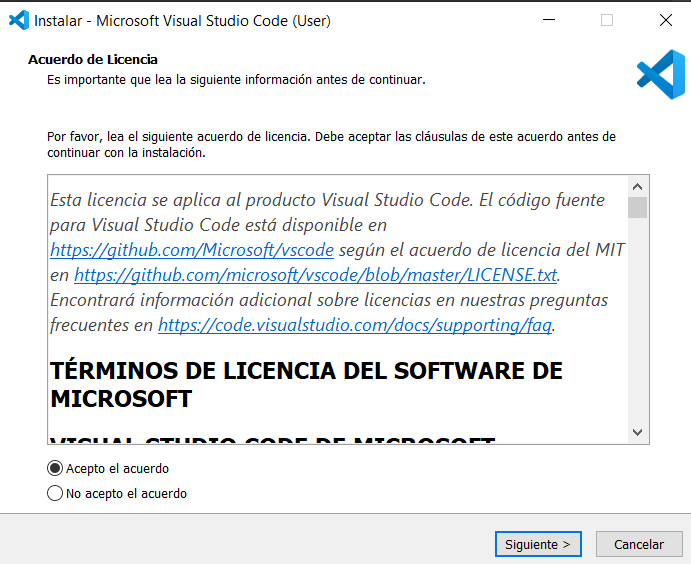 Instalar - Microsoft Visual Studio Code (User)
Acuerdo de Licencia
Es importante que lea la siguiente información antes de continuar.
Por favor, lea el siguiente acuerdo de licencia. Debe aceptar las cláusulas de este acuerdo antes de
continuar con la instalación.
Esta licencia se aplica al producto Visual Studio Code. El código fuente
para Visual Studio Code está disponible en
https://github.com/Microsoft/vscode según el acuerdo de licencia del MIT
en https://github.com/microsoft/vscode/blob/master/LICENSE.txt.
Encontrará información adicional sobre licencias en nuestras preguntas
frecuentes en https://code.visualstudio.com/docs/supporting/faq.
TÉRMINOS DE LICENCIA DEL SOFTWARE DE
MICROSOFT
VISUAL STUDIO CODE DE MICROSOFT
Acepto el acuerdo
No acepto el acuerdo
Siguiente >
Cancelar